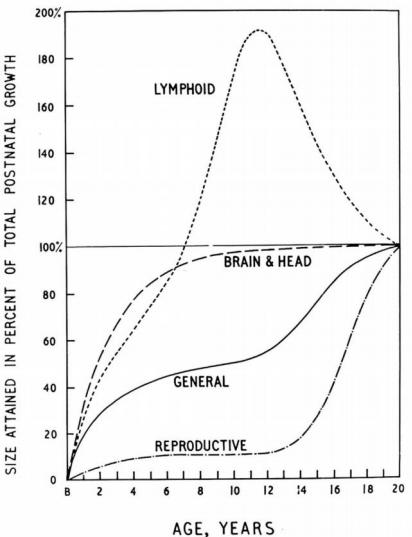 200%
180
160
140
120
100%
80
60
40
20
0
SIZE ATTAINED IN PERCENT OF TOTAL POSTNATAL GROWTH
LYMPHOID
BRAIN & HEAD
GENERAL
REPRODUCTIVE
B 2 4 6 8 10 12 14 16 18 20
AGE, YEARS